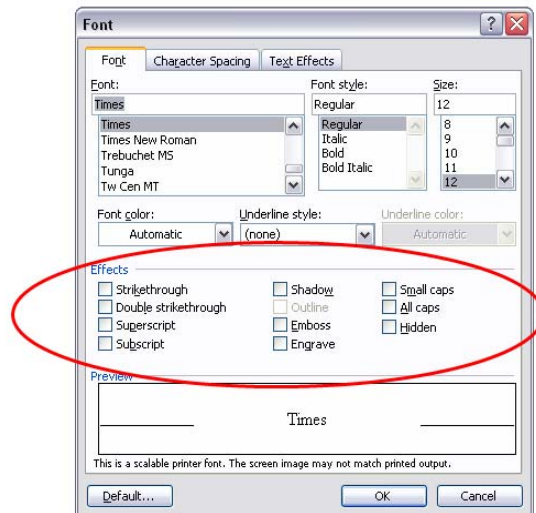 Font
Font Character Spacing Text Effects
Font: Font style: Size:
Times Regular 12
Times Regular 8
Times New Roman Italic 9
Trebuchet MS Bold 10
Tunga Bold Italic 11
Tw Cen MT 12
Font color: Underline style: Underline color:
Automatic (none) Automatic
Effects
Strikethrough Shadow Small caps
Double strikethrough Outline All caps
Superscript Emboss Hidden
Subscript Engrave
Preview
Times
This is a scalable printer font. The screen image may not match printed output.
Default... OK Cancel